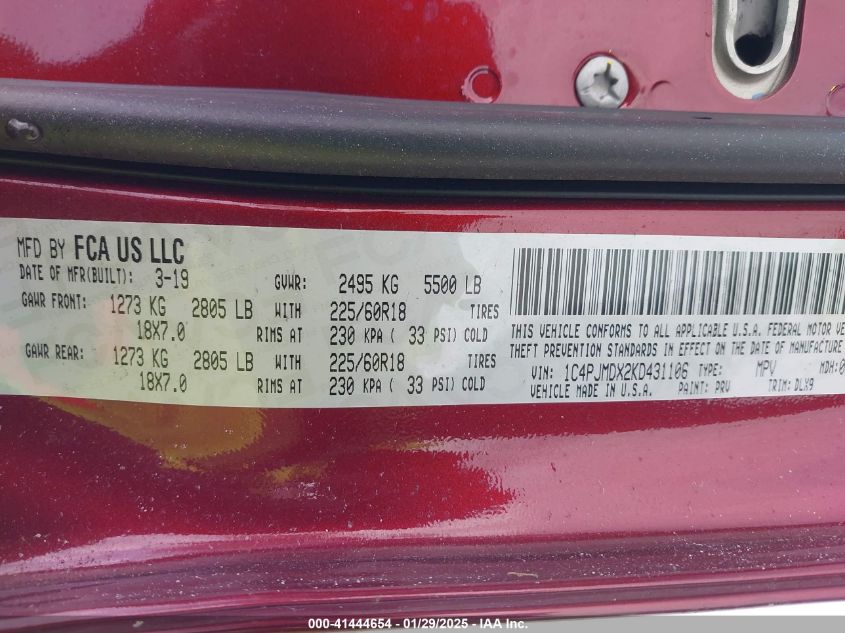 MFD BY FCA US LLC
DATE OF MFR(BUILT): 3-19 GVWR: 2495 KG 5500 LB
GAWR FRONT: 1273 KG 2805 LB WITH 225/60R18 TIRES
18X7.0 RIMS AT 230 KPA ( 33 PSI) COLD
GAWR REAR: 1273 KG 2805 LB WITH 225/60R18 TIRES
18X7.0 RIMS AT 230 KPA ( 33 PSI) COLD
THIS VEHICLE CONFORMS TO ALL APPLICABLE U.S.A. FEDERAL MOTOR VE
THEFT PREVENTION STANDARDS IN EFFECT ON THE DATE OF MANUFACTURE
VIN: 1C4PJMDX2KD431106 TYPE: MPV MDH:0
VEHICLE MADE IN U.S.A. PAINT: PRV TRIM: DLX9
000-41444654 - 01/29/2025 - Copyright © 2025 IAA, Inc.